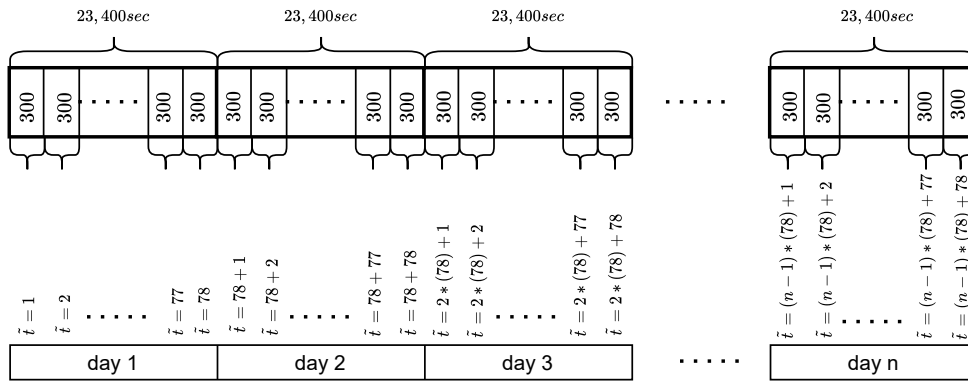 23,400sec 23,400sec 23,400sec 23,400sec
300 300 ..... 300 300 300 300 ..... 300 300 300 300 ..... 300 300 ..... 300 300 ..... 300 300
t̃ = 1
t̃ = 2
.....
t̃ = 77
t̃ = 78
t̃ = 78 + 1
t̃ = 78 + 2
.....
t̃ = 78 + 77
t̃ = 78 + 78
t̃ = 2 * (78) + 1
t̃ = 2 * (78) + 2
.....
t̃ = 2 * (78) + 77
t̃ = 2 * (78) + 78
t̃ = (n − 1) * (78) + 1
t̃ = (n − 1) * (78) + 2
.....
t̃ = (n − 1) * (78) + 77
t̃ = (n − 1) * (78) + 78
day 1 day 2 day 3 ..... day n